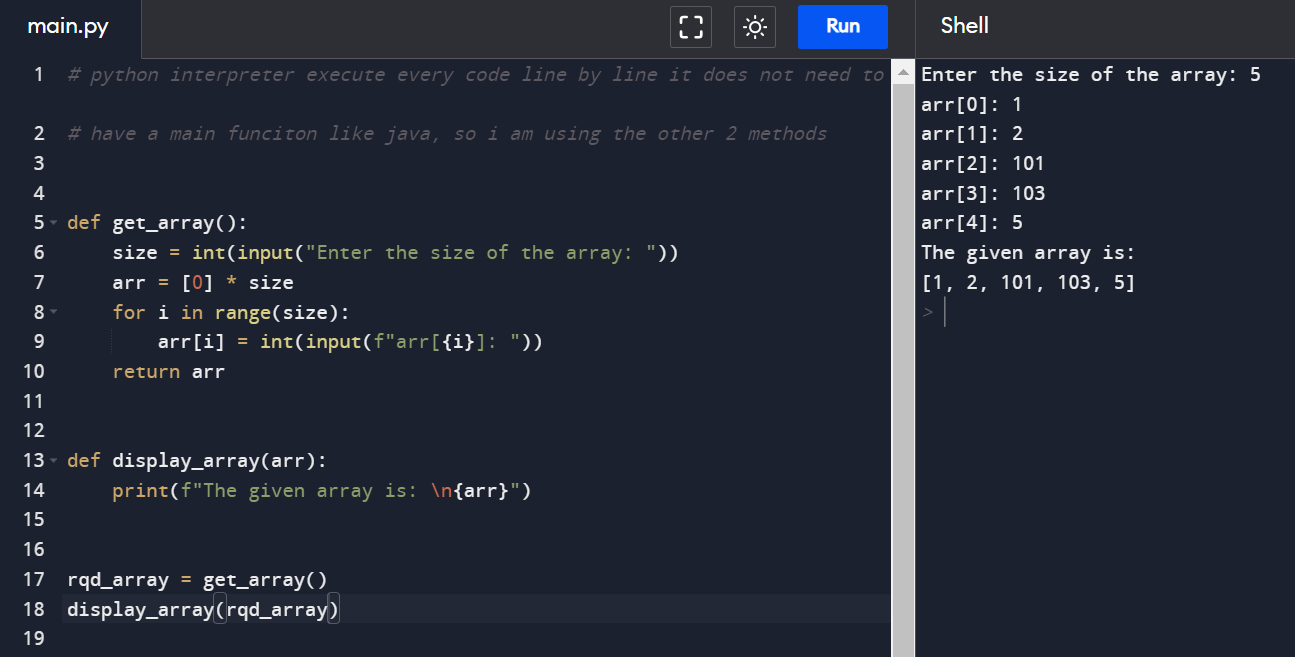 main.py
Run
Shell
1 # python interpreter execute every code line by line it does not need to
2 # have a main funciton like java, so i am using the other 2 methods
3
4
5 def get_array():
6     size = int(input("Enter the size of the array: "))
7     arr = [0] * size
8     for i in range(size):
9         arr[i] = int(input(f"arr[{i}]: "))
10     return arr
11
12
13 def display_array(arr):
14     print(f"The given array is: \n{arr}")
15
16
17 rqd_array = get_array()
18 display_array(rqd_array)
19
Enter the size of the array: 5
arr[0]: 1
arr[1]: 2
arr[2]: 101
arr[3]: 103
arr[4]: 5
The given array is:
[1, 2, 101, 103, 5]
>